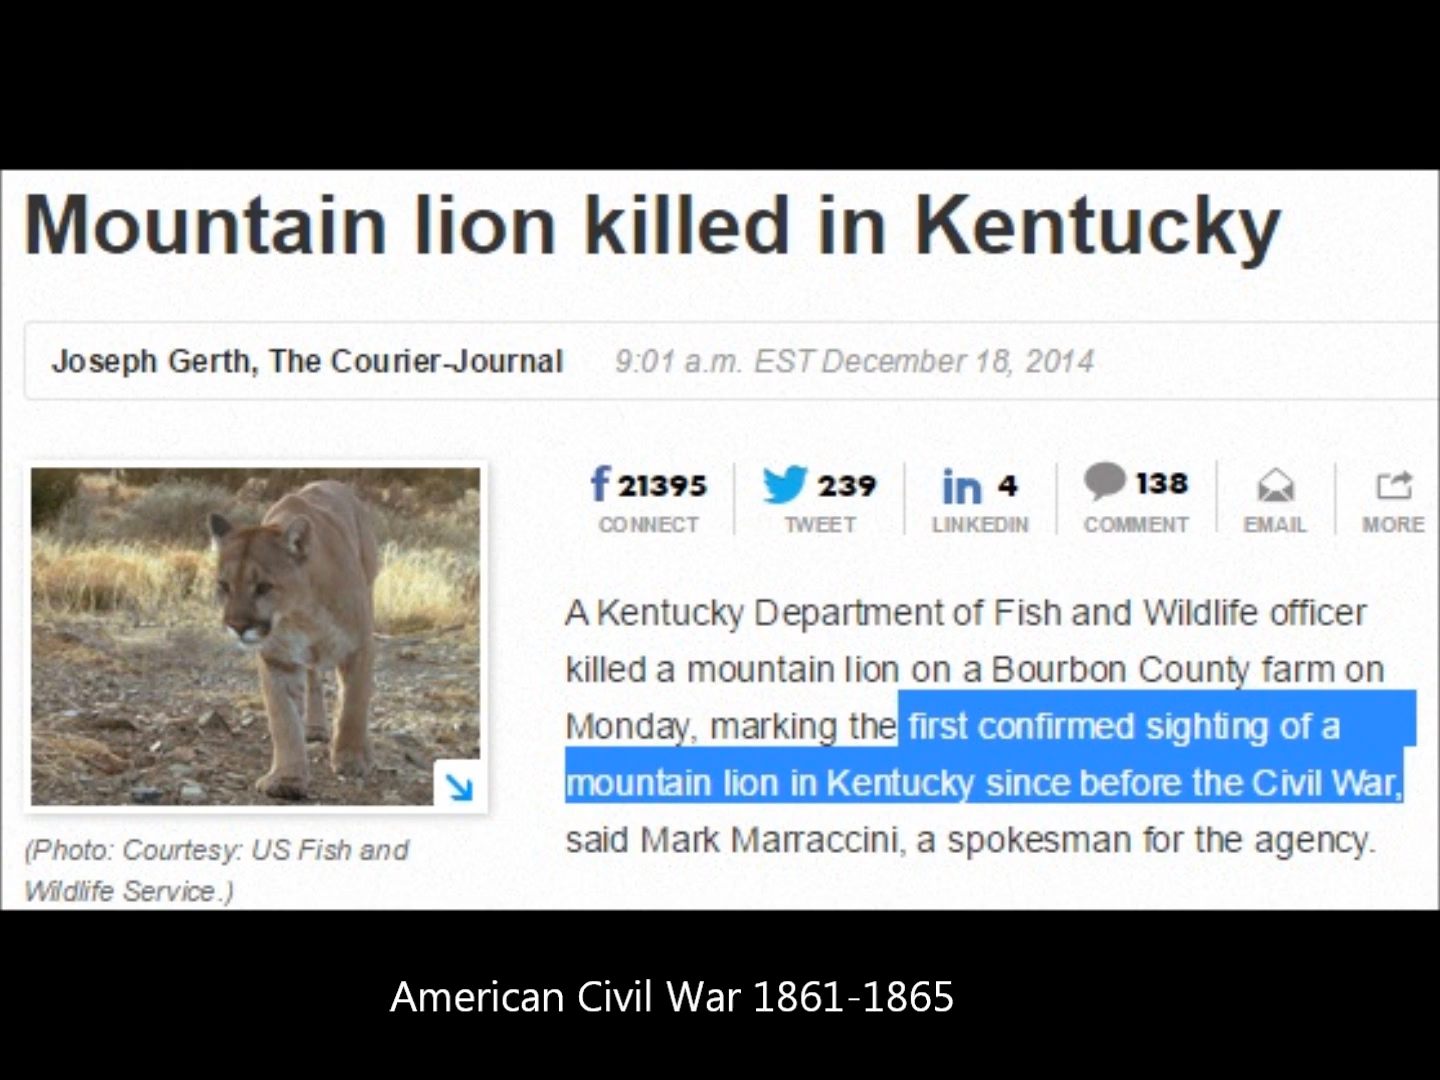 Mountain lion killed in Kentucky
Joseph Gerth, The Courier-Journal 9:01 a.m. EST December 18, 2014
f 21395 239 in 4 138
CONNECT TWEET LINKEDIN COMMENT EMAIL MORE
A Kentucky Department of Fish and Wildlife officer
killed a mountain lion on a Bourbon County farm on
Monday, marking the first confirmed sighting of a
mountain lion in Kentucky since before the Civil War,
said Mark Marraccini, a spokesman for the agency.
(Photo: Courtesy: US Fish and
Wildlife Service.)
American Civil War 1861-1865